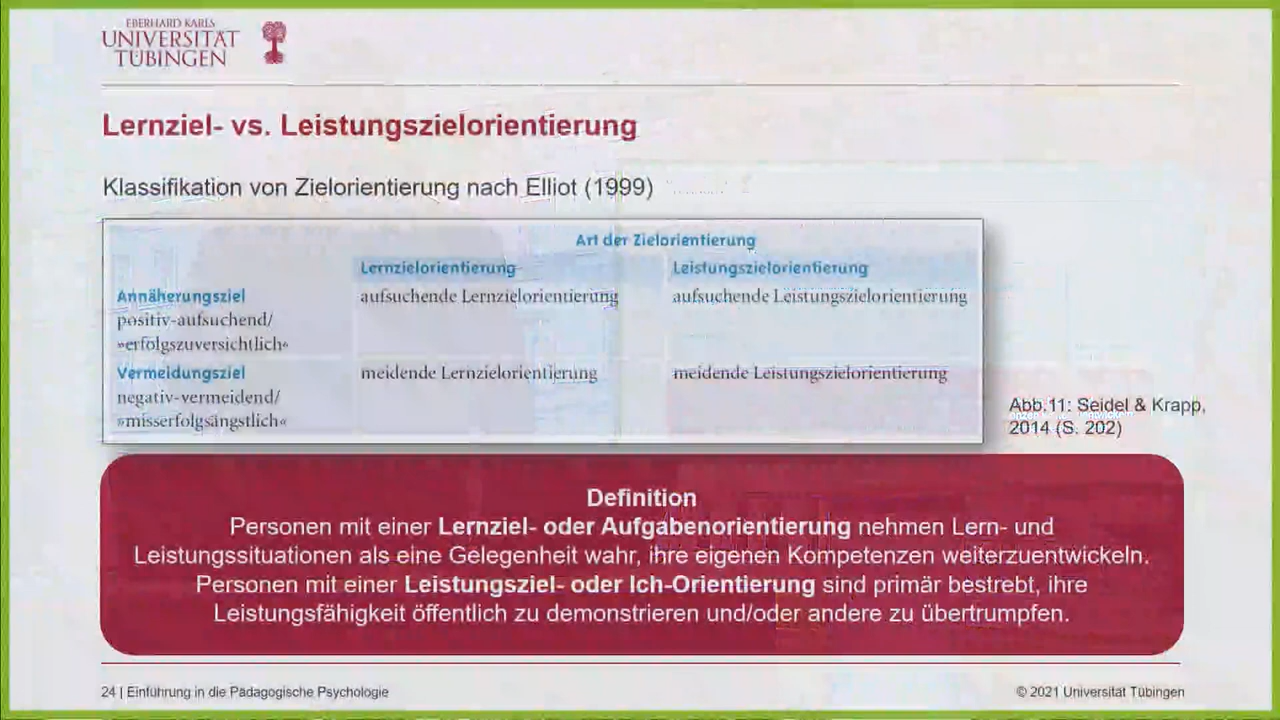 EBERHARD KARLS
UNIVERSITÄT
TÜBINGEN
Lernziel- vs. Leistungszielorientierung
Klassifikation von Zielorientierung nach Elliot (1999)
Art der Zielorientierung
Lernzielorientierung Leistungszielorientierung
Annäherungsziel aufsuchende Lernzielorientierung aufsuchende Leistungszielorientierung
positiv-aufsuchend/
»erfolgszuversichtlich«
Vermeidungsziel meidende Lernzielorientierung meidende Leistungszielorientierung
negativ-vermeidend/
»misserfolgsängstlich«
Abb.11: Seidel & Krapp,
2014 (S. 202)
Definition
Personen mit einer Lernziel- oder Aufgabenorientierung nehmen Lern- und
Leistungssituationen als eine Gelegenheit wahr, ihre eigenen Kompetenzen weiterzuentwickeln.
Personen mit einer Leistungsziel- oder Ich-Orientierung sind primär bestrebt, ihre
Leistungsfähigkeit öffentlich zu demonstrieren und/oder andere zu übertrumpfen.
24 | Einführung in die Pädagogische Psychologie
© 2021 Universität Tübingen